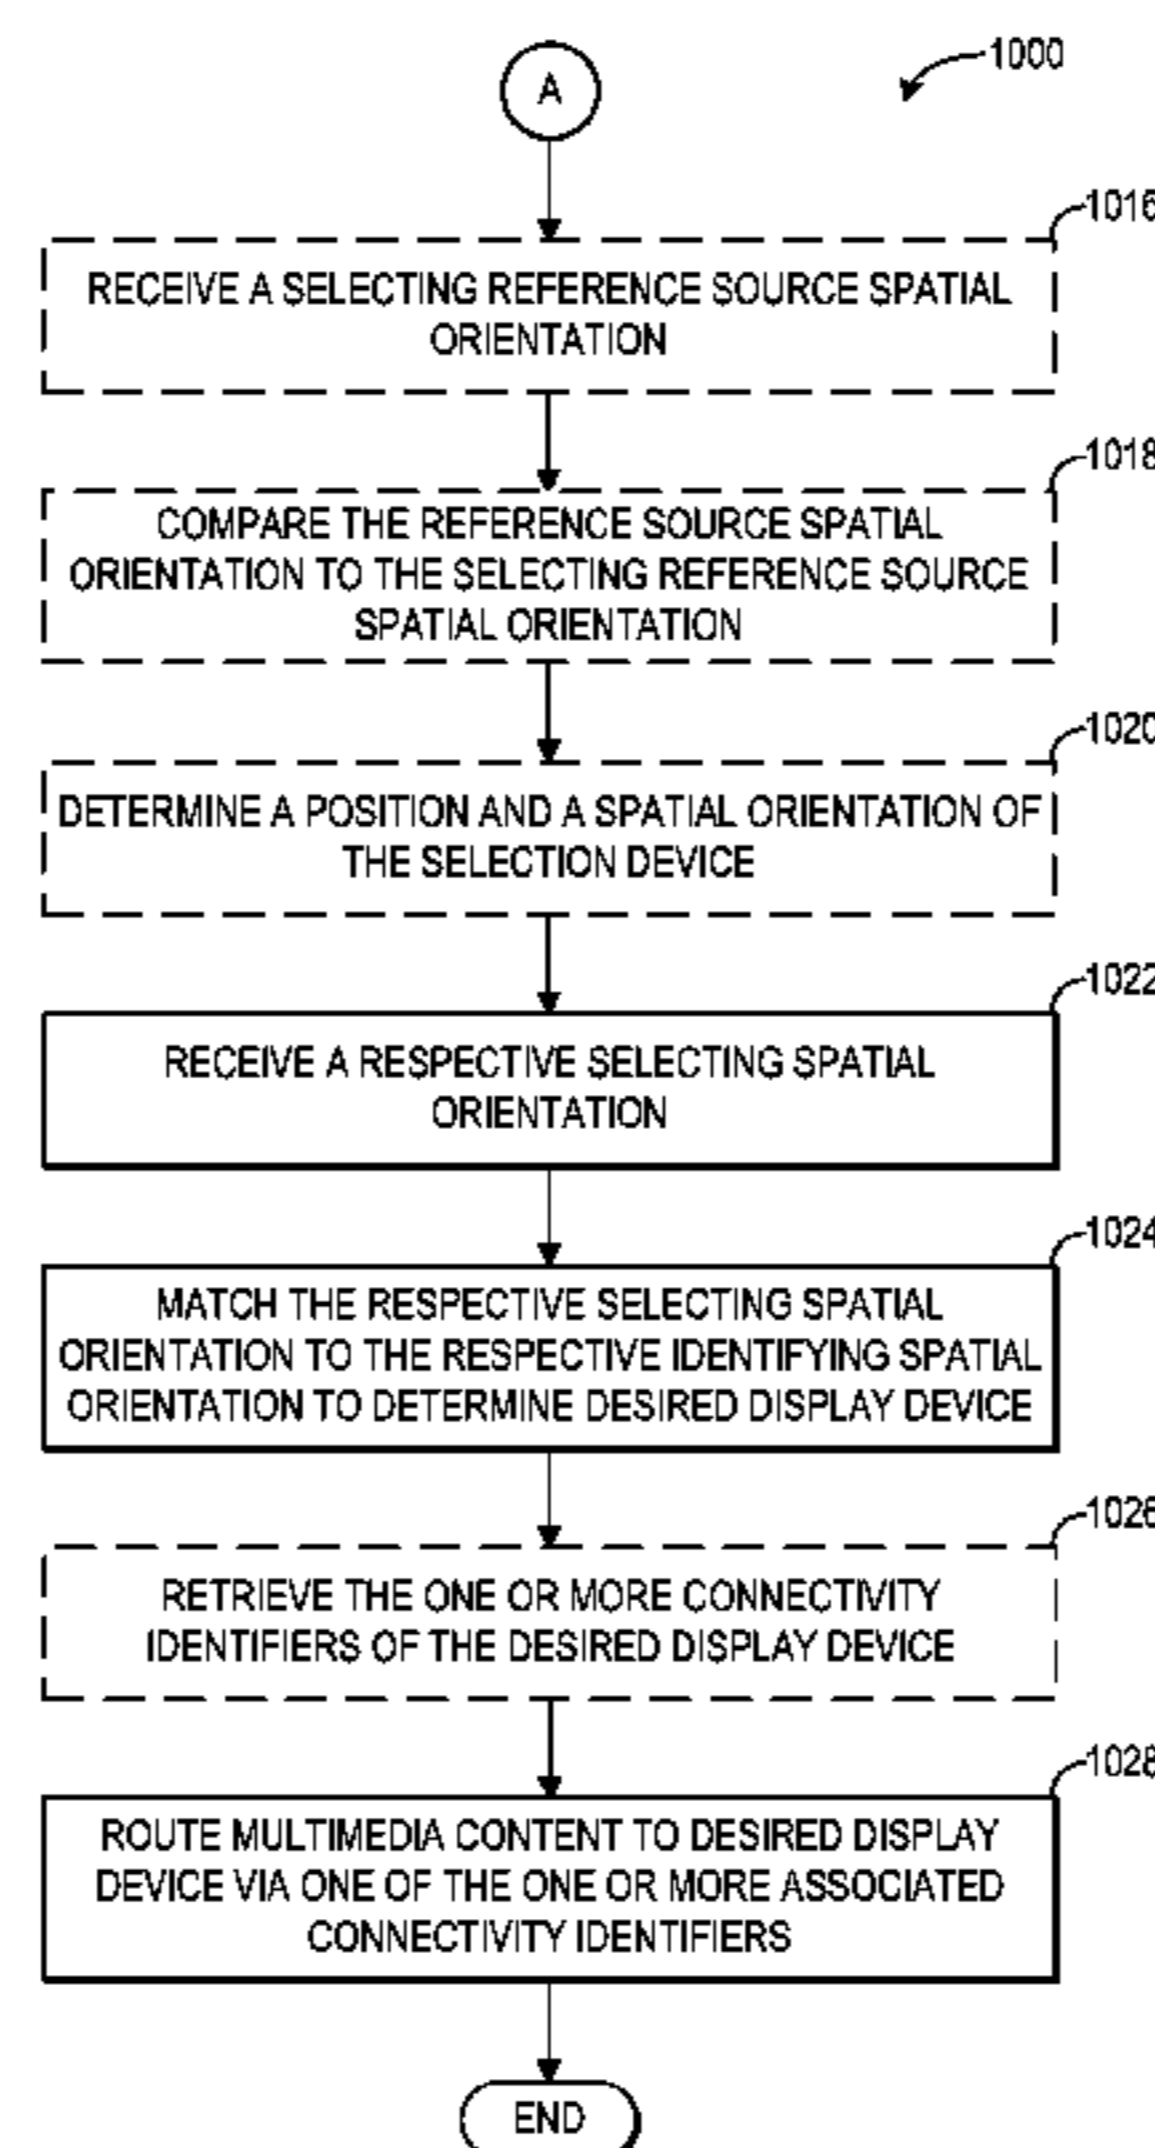 A
1000
1016
RECEIVE A SELECTING REFERENCE SOURCE SPATIAL
ORIENTATION
1018
COMPARE THE REFERENCE SOURCE SPATIAL
ORIENTATION TO THE SELECTING REFERENCE SOURCE
SPATIAL ORIENTATION
1020
DETERMINE A POSITION AND A SPATIAL ORIENTATION OF
THE SELECTION DEVICE
1022
RECEIVE A RESPECTIVE SELECTING SPATIAL
ORIENTATION
1024
MATCH THE RESPECTIVE SELECTING SPATIAL
ORIENTATION TO THE RESPECTIVE IDENTIFYING SPATIAL
ORIENTATION TO DETERMINE DESIRED DISPLAY DEVICE
1026
RETRIEVE THE ONE OR MORE CONNECTIVITY
IDENTIFIERS OF THE DESIRED DISPLAY DEVICE
1028
ROUTE MULTIMEDIA CONTENT TO DESIRED DISPLAY
DEVICE VIA ONE OF THE ONE OR MORE ASSOCIATED
CONNECTIVITY IDENTIFIERS
END